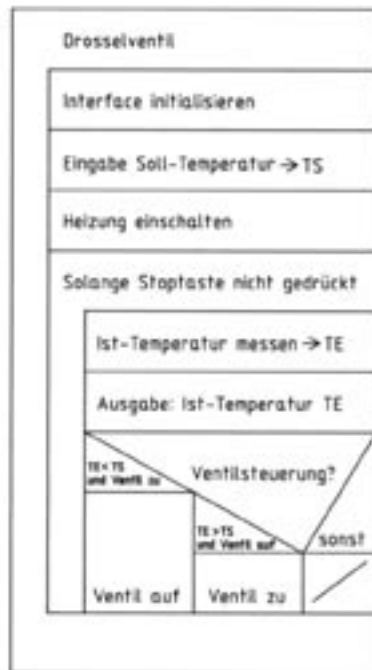 Drosselventil
Interface initialisieren
Eingabe Soll-Temperatur → TS
Heizung einschalten
Solange Stoptaste nicht gedrückt
Ist-Temperatur messen → TE
Ausgabe: Ist-Temperatur TE
Ventilsteuerung?
TE < TS
und Ventil zu
TE > TS
und Ventil auf
sonst
Ventil auf
Ventil zu